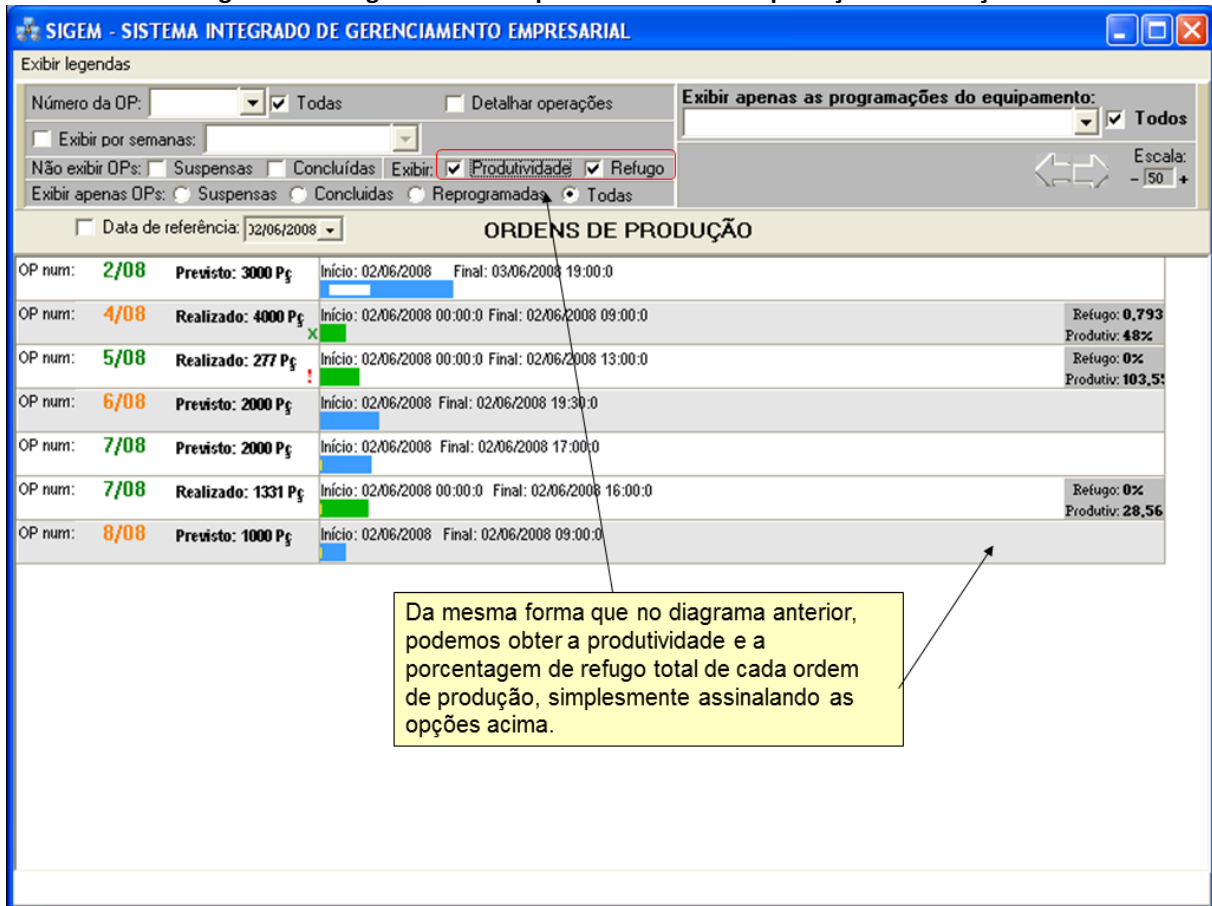 SIGEM - SISTEMA INTEGRADO DE GERENCIAMENTO EMPRESARIAL
Exibir legendas
Número da OP: Todas Detalhar operações
Exibir apenas as programações do equipamento:
Todos
Exibir por semanas:
Não exibir OPs: Suspensas Concluídas Exibir: Produtividade Refugo
Escala:
- 50 +
Exibir apenas OPs: Suspensas Concluidas Reprogramadas Todas
Data de referência: 02/06/2008 ORDENS DE PRODUÇÃO
OP num: 2/08 Previsto: 3000 Pç Início: 02/06/2008 Final: 03/06/2008 19:00:0
OP num: 4/08 Realizado: 4000 Pç Início: 02/06/2008 00:00:0 Final: 02/06/2008 09:00:0 Refugo: 0,793
X Produtiv: 48%
OP num: 5/08 Realizado: 277 Pç Início: 02/06/2008 00:00:0 Final: 02/06/2008 13:00:0 Refugo: 0%
! Produtiv: 103,5
OP num: 6/08 Previsto: 2000 Pç Início: 02/06/2008 Final: 02/06/2008 19:30:0
OP num: 7/08 Previsto: 2000 Pç Início: 02/06/2008 Final: 02/06/2008 17:00:0
OP num: 7/08 Realizado: 1331 Pç Início: 02/06/2008 00:00:0 Final: 02/06/2008 16:00:0 Refugo: 0%
Produtiv: 28,56
OP num: 8/08 Previsto: 1000 Pç Início: 02/06/2008 Final: 02/06/2008 09:00:0
Da mesma forma que no diagrama anterior,
podemos obter a produtividade e a
porcentagem de refugo total de cada ordem
de produção, simplesmente assinalando as
opções acima.